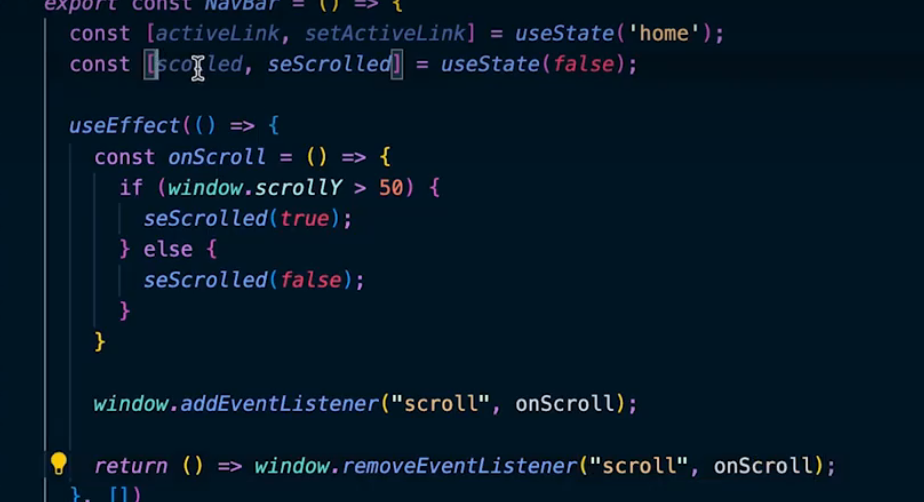 export const NavBar = () => {
const [activeLink, setActiveLink] = useState('home');
const [scolled, seScrolled] = useState(false);
useEffect(() => {
const onScroll = () => {
if (window.scrollY > 50) {
seScrolled(true);
} else {
seScrolled(false);
}
}
window.addEventListener("scroll", onScroll);
return () => window.removeEventListener("scroll", onScroll);
}, [])